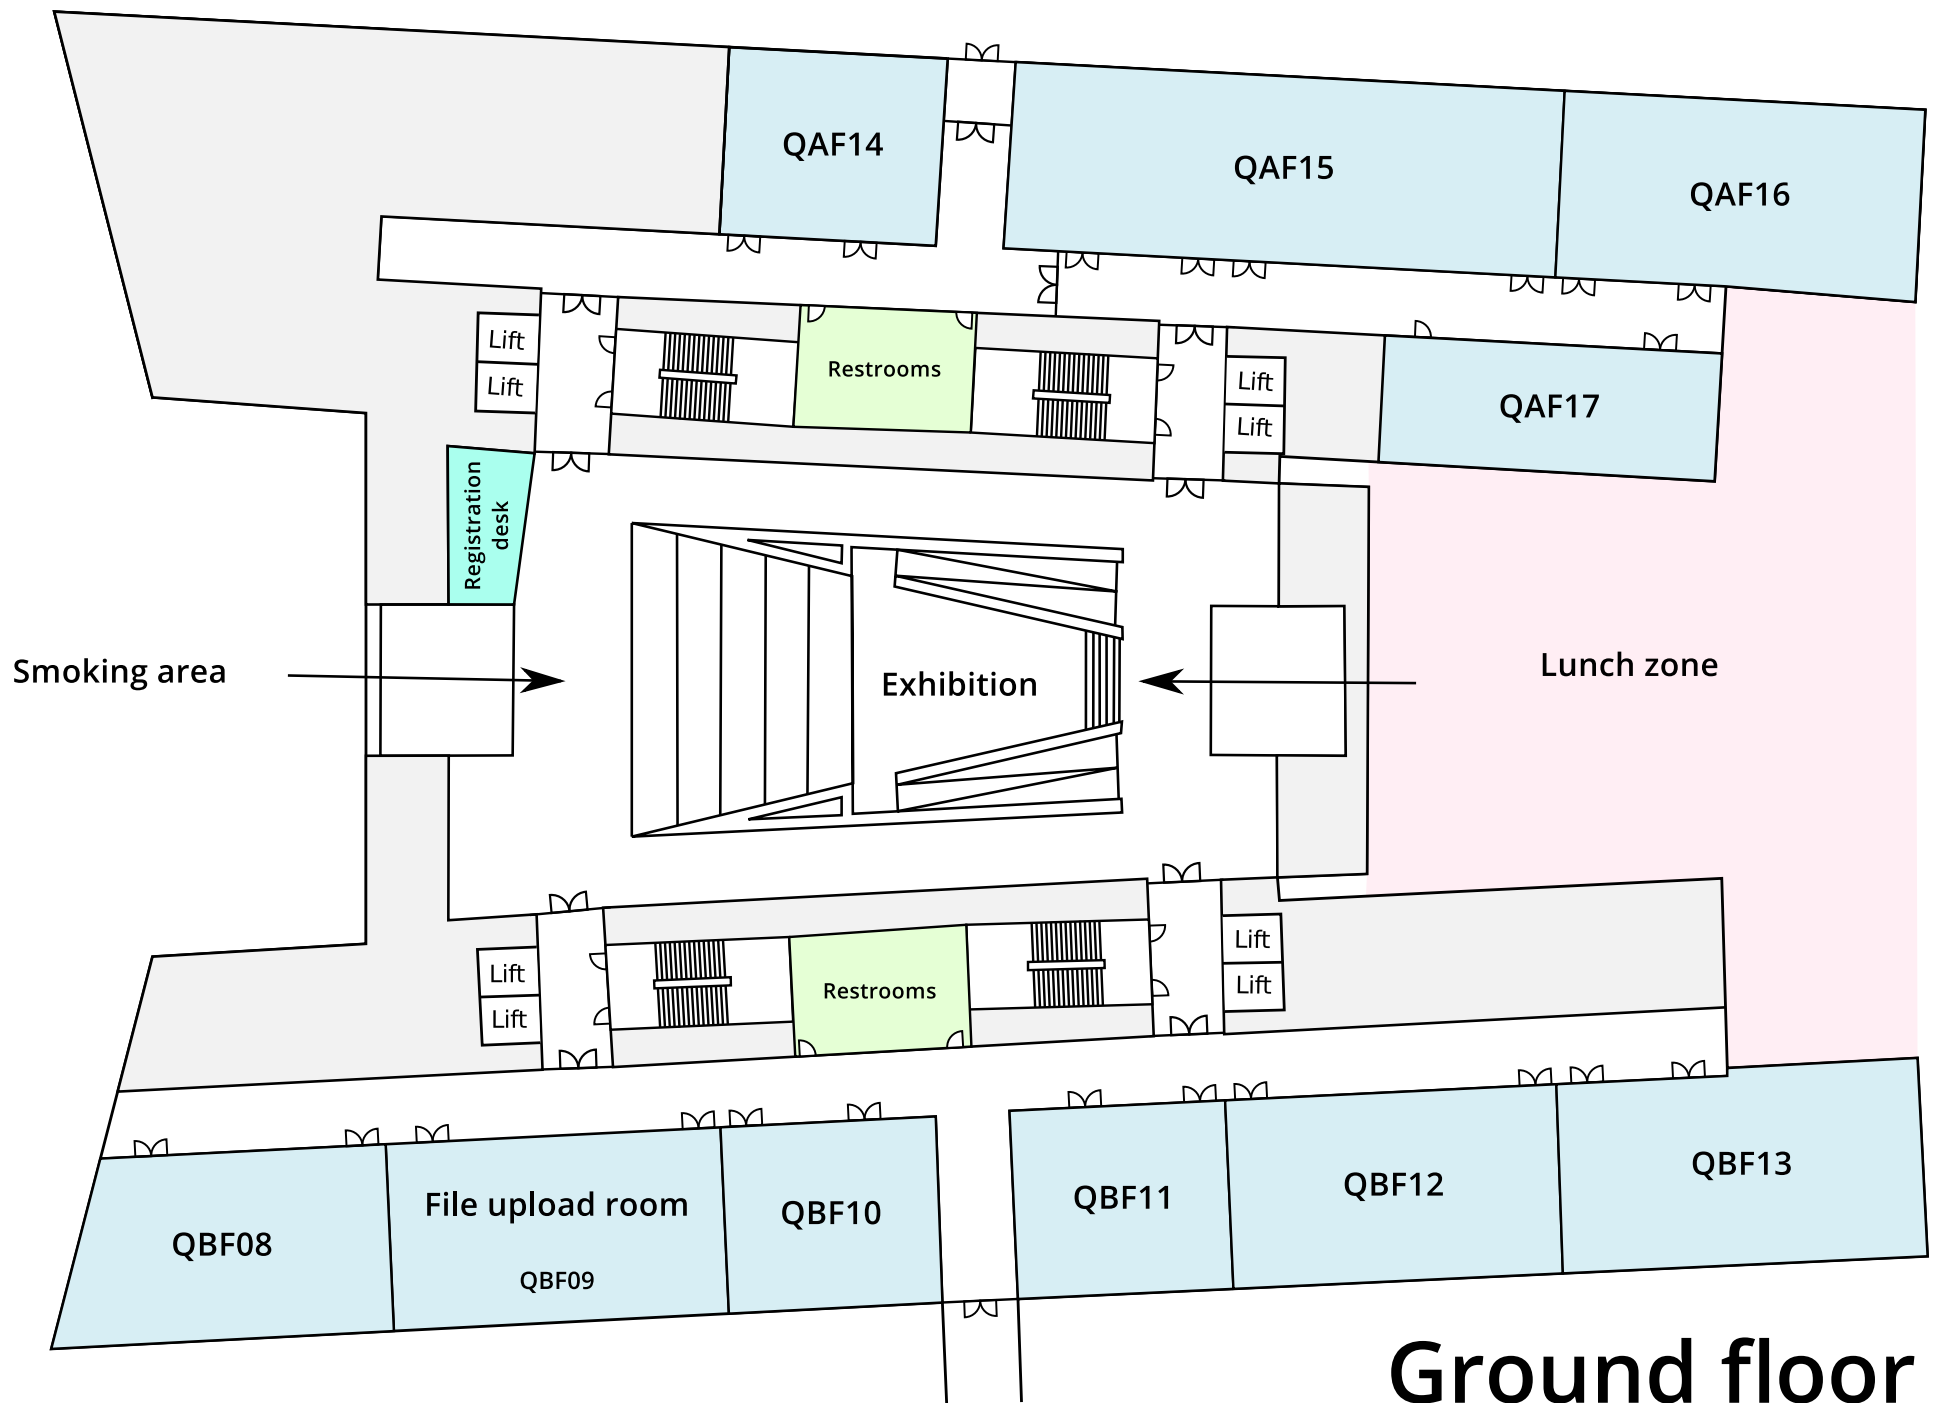 QAF14
QAF15
QAF16
Lift
Lift
Restrooms
Lift
Lift
QAF17
Registration
desk
Smoking area
Exhibition
Lunch zone
Lift
Lift
Restrooms
Lift
Lift
QBF08
File upload room
QBF09
QBF10
QBF11
QBF12
QBF13
Ground floor